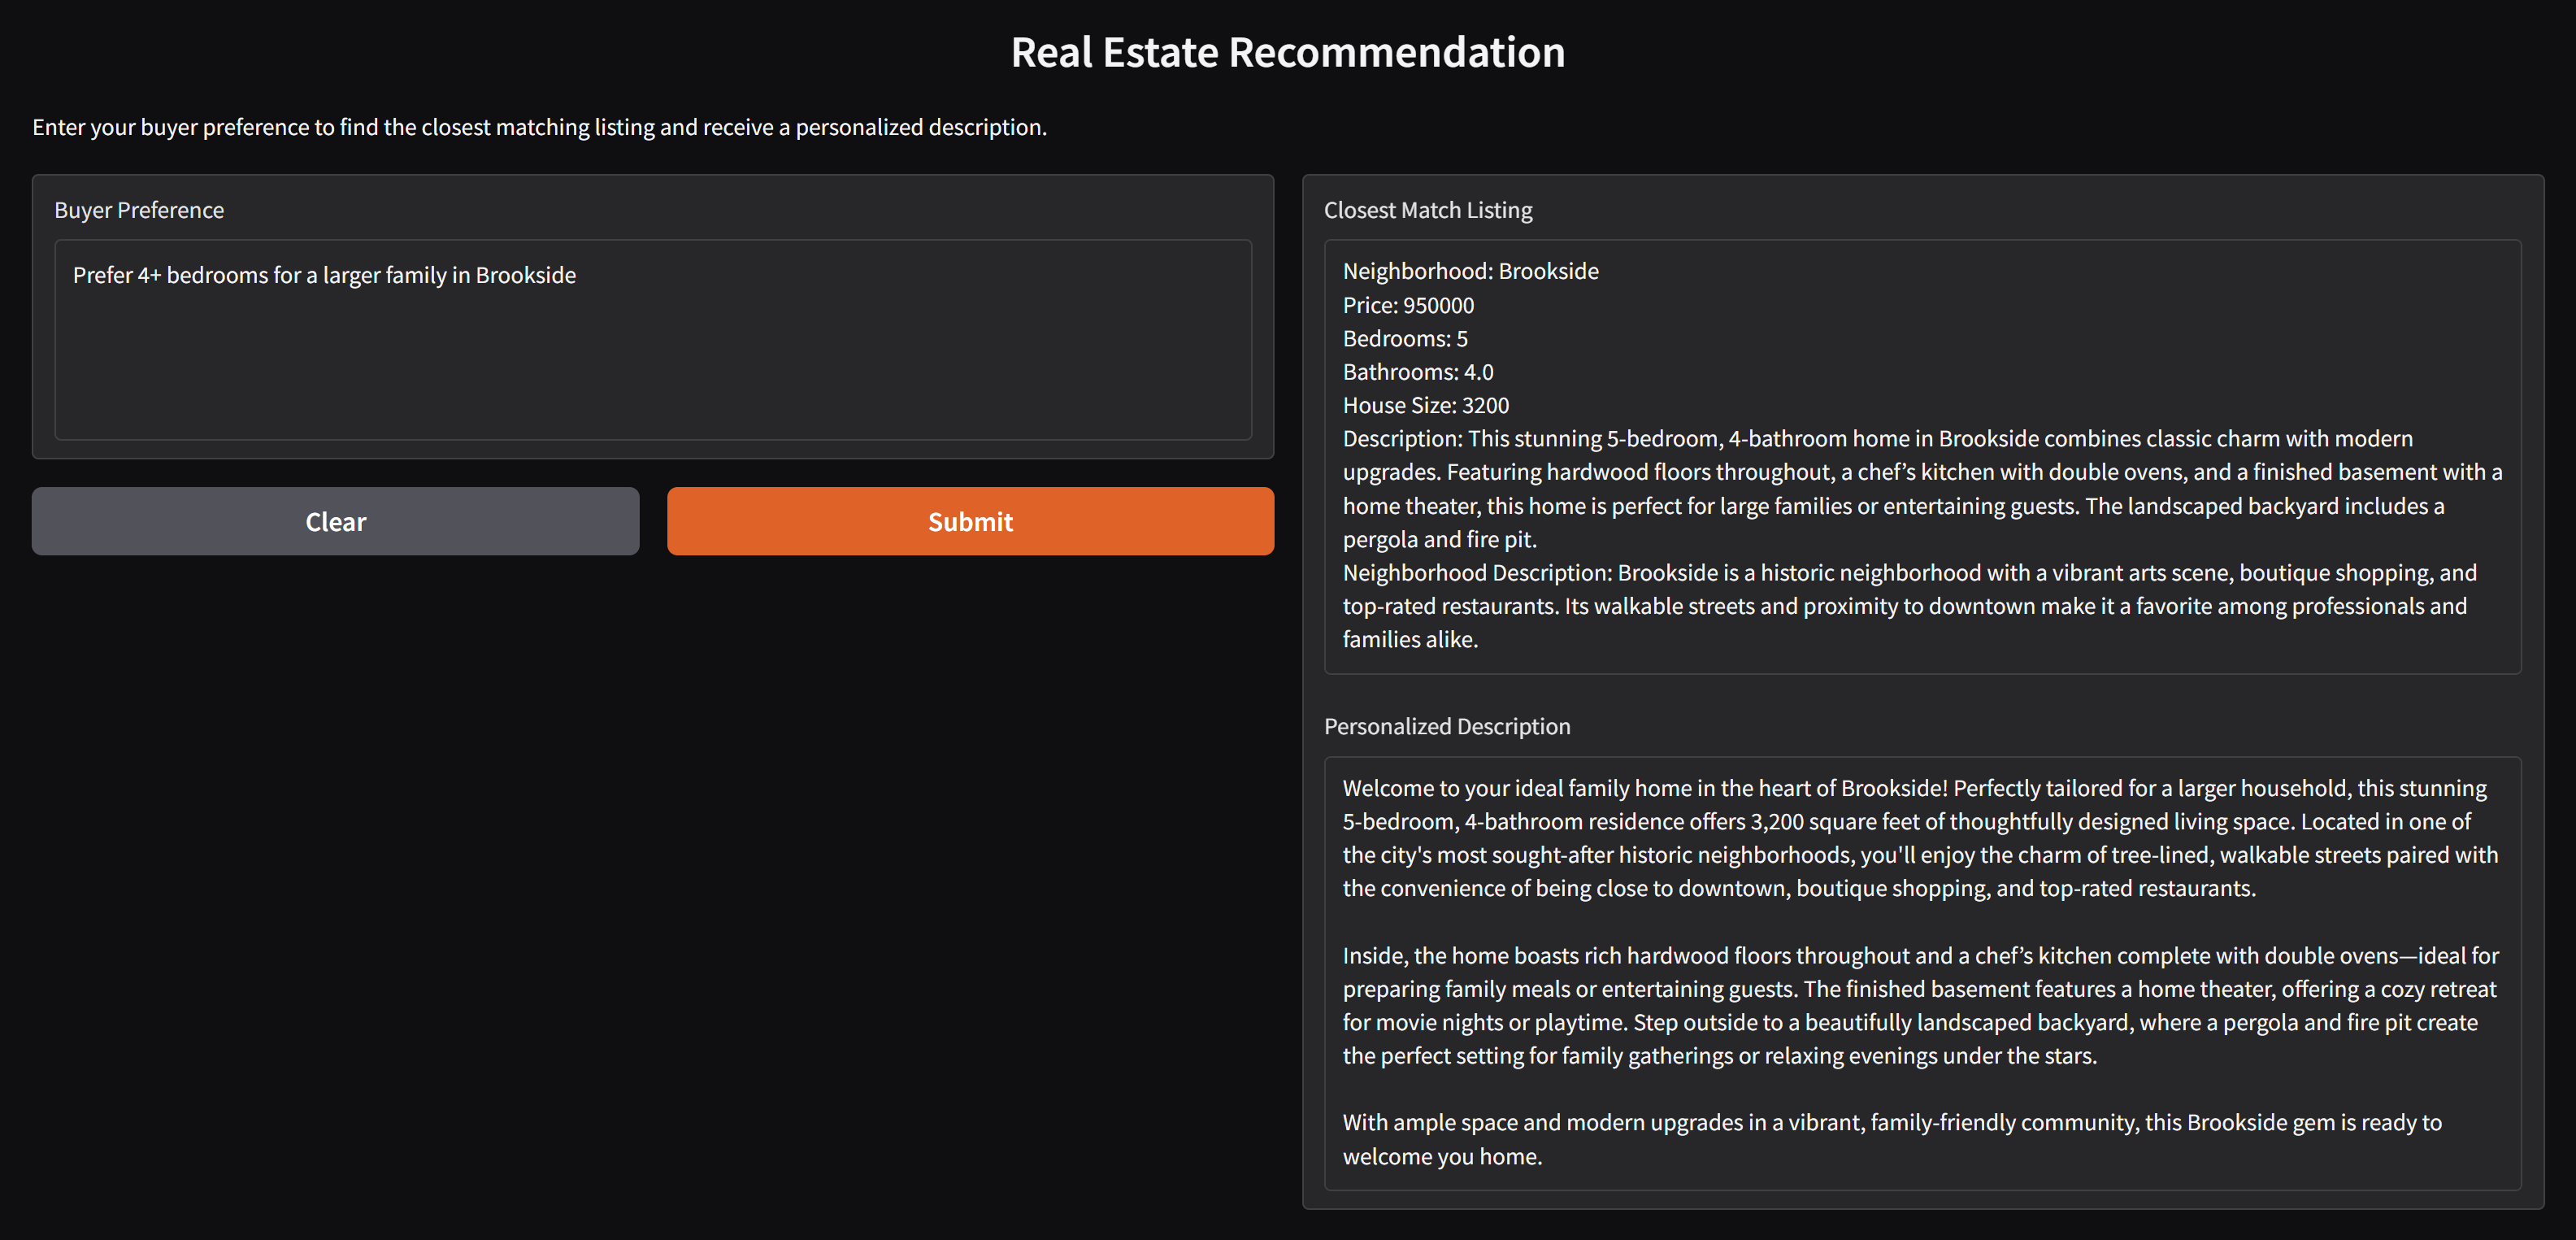 Real Estate Recommendation
Enter your buyer preference to find the closest matching listing and receive a personalized description.
Buyer Preference
Prefer 4+ bedrooms for a larger family in Brookside
Clear
Submit
Closest Match Listing
Neighborhood: Brookside
Price: 950000
Bedrooms: 5
Bathrooms: 4.0
House Size: 3200
Description: This stunning 5-bedroom, 4-bathroom home in Brookside combines classic charm with modern
upgrades. Featuring hardwood floors throughout, a chef’s kitchen with double ovens, and a finished basement with a
home theater, this home is perfect for large families or entertaining guests. The landscaped backyard includes a
pergola and fire pit.
Neighborhood Description: Brookside is a historic neighborhood with a vibrant arts scene, boutique shopping, and
top-rated restaurants. Its walkable streets and proximity to downtown make it a favorite among professionals and
families alike.
Personalized Description
Welcome to your ideal family home in the heart of Brookside! Perfectly tailored for a larger household, this stunning
5-bedroom, 4-bathroom residence offers 3,200 square feet of thoughtfully designed living space. Located in one of
the city's most sought-after historic neighborhoods, you'll enjoy the charm of tree-lined, walkable streets paired with
the convenience of being close to downtown, boutique shopping, and top-rated restaurants.
Inside, the home boasts rich hardwood floors throughout and a chef’s kitchen complete with double ovens—ideal for
preparing family meals or entertaining guests. The finished basement features a home theater, offering a cozy retreat
for movie nights or playtime. Step outside to a beautifully landscaped backyard, where a pergola and fire pit create
the perfect setting for family gatherings or relaxing evenings under the stars.
With ample space and modern upgrades in a vibrant, family-friendly community, this Brookside gem is ready to
welcome you home.